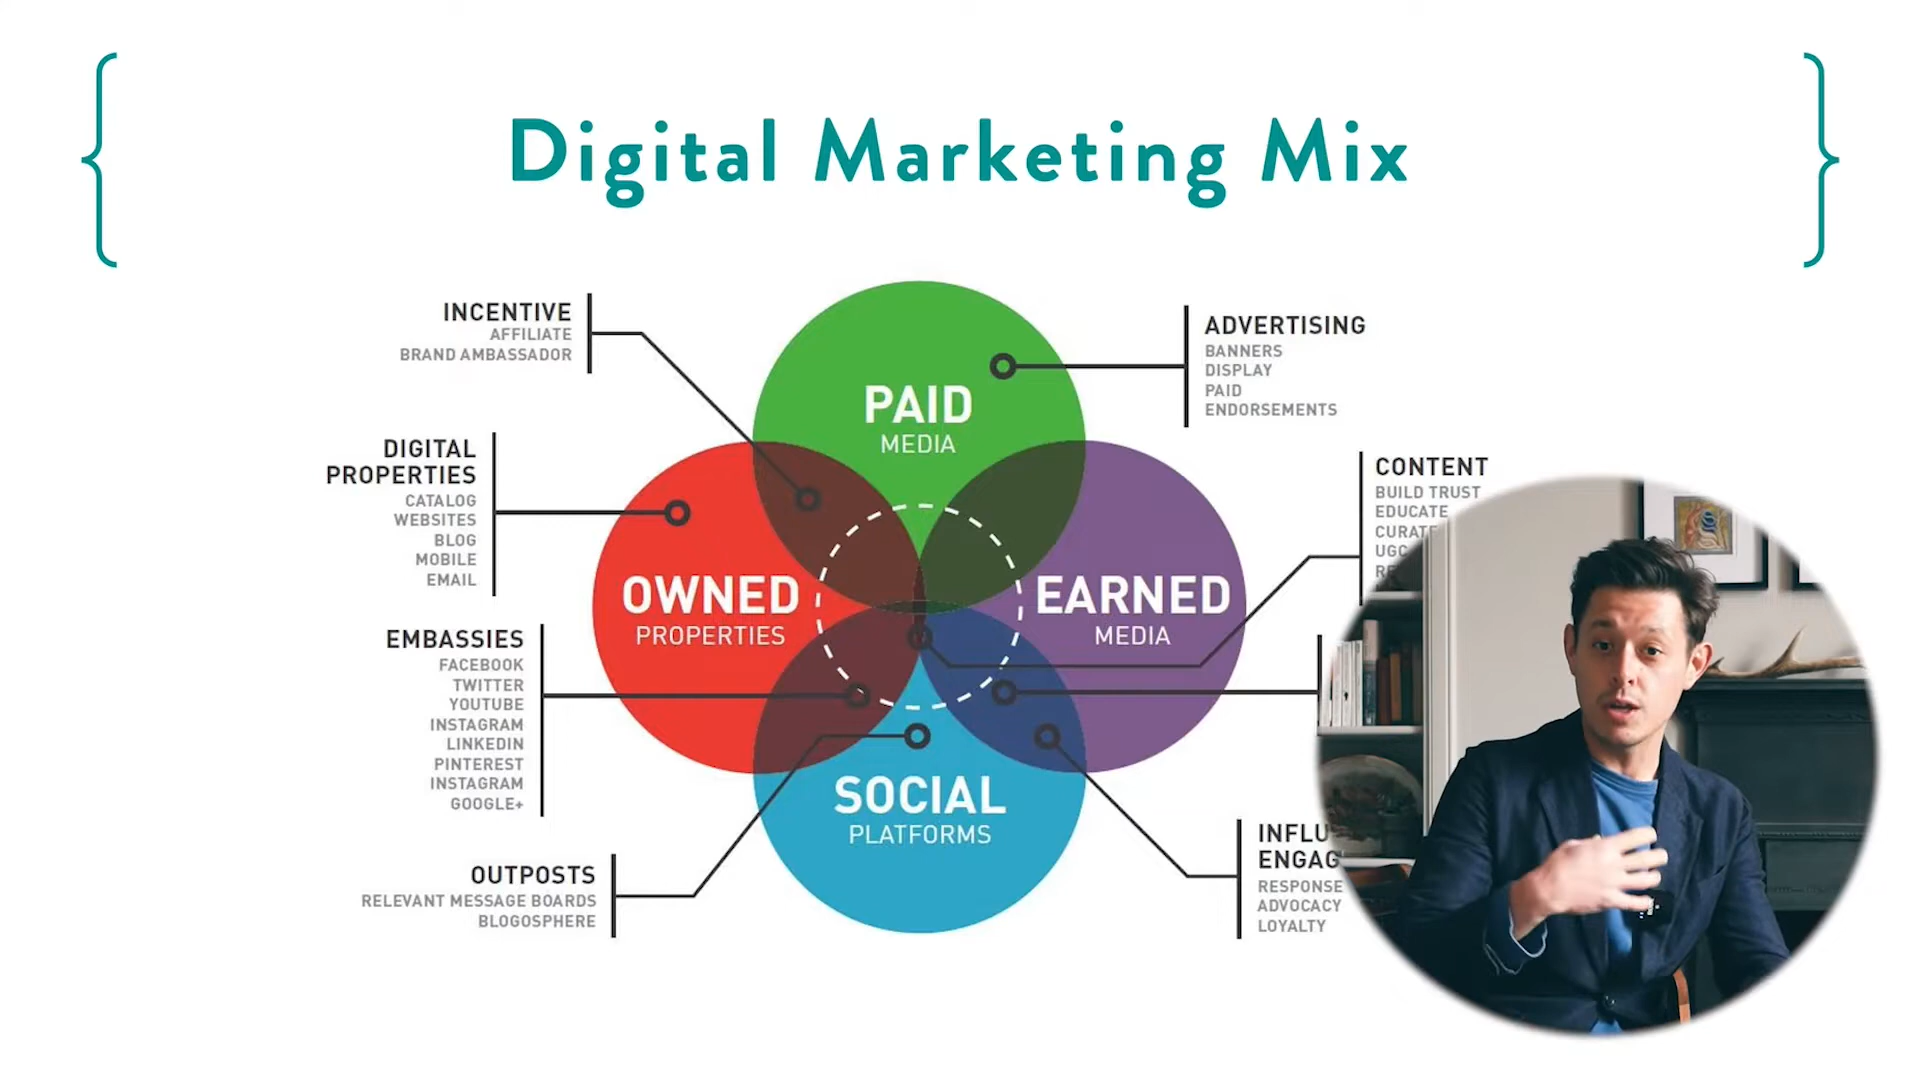 Digital Marketing Mix
INCENTIVE
AFFILIATE
BRAND AMBASSADOR
DIGITAL
PROPERTIES
CATALOG
WEBSITES
BLOG
MOBILE
EMAIL
EMBASSIES
FACEBOOK
TWITTER
YOUTUBE
INSTAGRAM
LINKEDIN
PINTEREST
INSTAGRAM
GOOGLE+
OUTPOSTS
RELEVANT MESSAGE BOARDS
BLOGOSPHERE
PAID
MEDIA
OWNED
PROPERTIES
EARNED
MEDIA
SOCIAL
PLATFORMS
ADVERTISING
BANNERS
DISPLAY
PAID
ENDORSEMENTS
CONTENT
BUILD TRUST
EDUCATE
CURATE
UGC
RESPONSE
ADVOCACY
LOYALTY